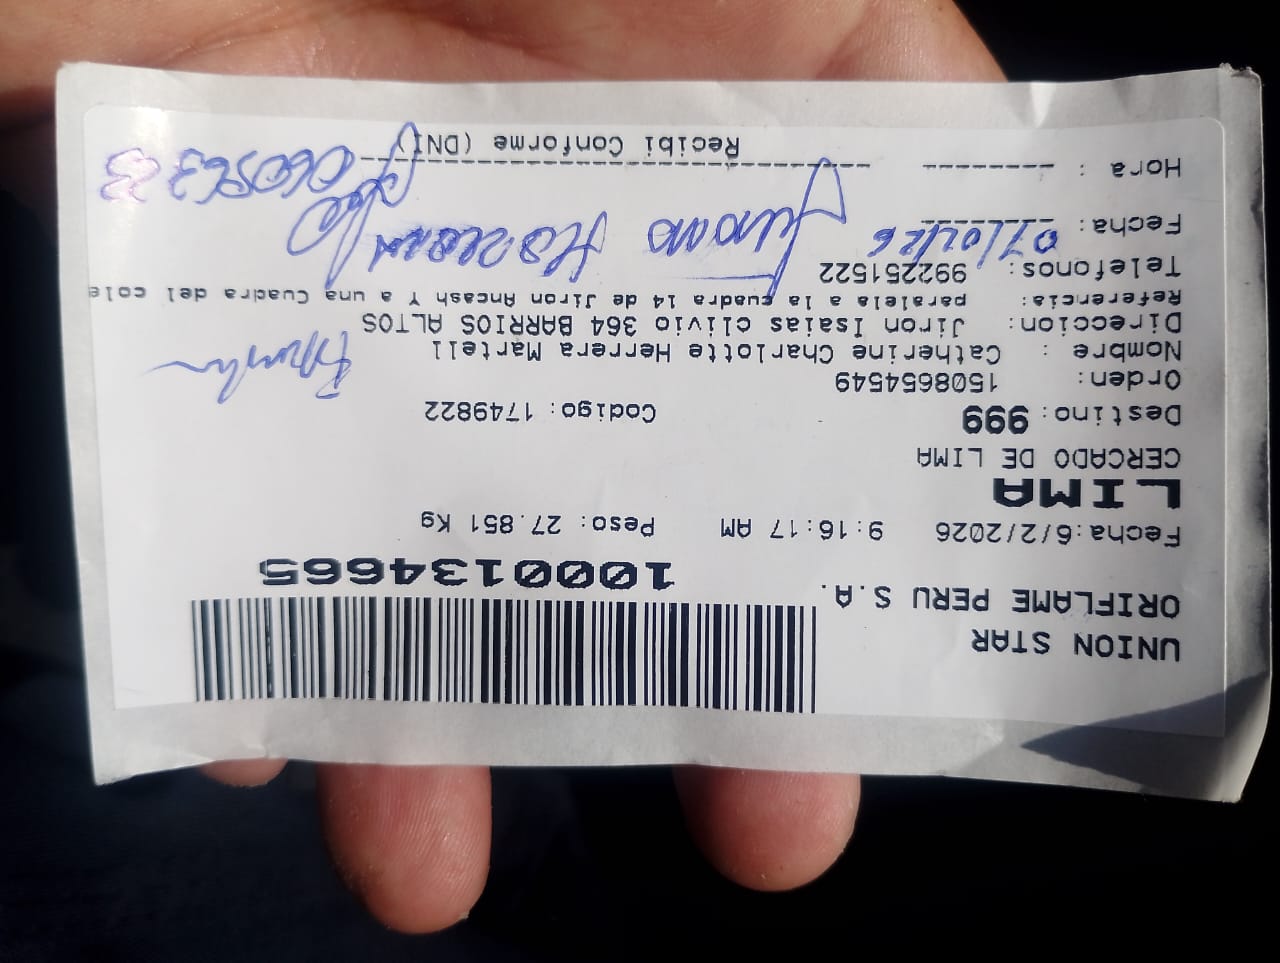 UNION STAR
ORIFLAME PERU S.A.
1000134665
Fecha:6/2/2026 9:16:17 AM Peso: 27.851 Kg
LIMA
CERCADO DE LIMA
Destino: 999 Codigo: 1749822
Orden: 1508654549
Nombre : Catherine Charlotte Herrera Martell
Direccion: Jiron Isaias clivio 364 BARRIOS ALTOS
Referencia: paralela a la cuadra 14 de Jiron Ancash Y a una Cuadra del cole
Telefonos: 992251522
Fecha: 07/02/26
Hora :
Recibi Conforme (DNI)